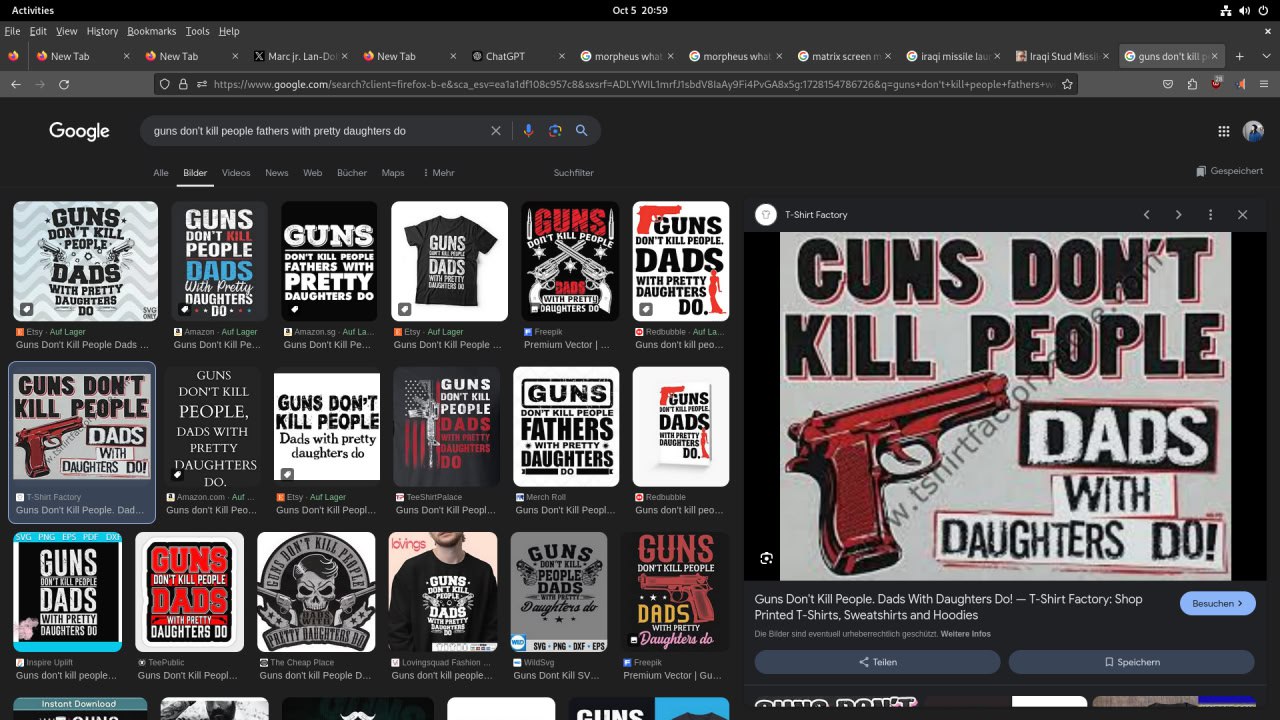 Activities
Oct 5 20:59
File Edit View History Bookmarks Tools Help
New Tab
New Tab
Marc jr. Lan-Do
New Tab
ChatGPT
morpheus what
morpheus what
matrix screen m
iraqi missile lau
Iraqi Stud Missil
guns don't kill p
https://www.google.com/search?client=firefox-b-e&sca_esv=ea1a1df108c957c8&sxsrf=ADLYWIL1mrfJ1sbdV8IaAy9Fi4PvGA8x5g:1728154786726&q=guns+don't+kill+people+fathers+w
28
Google
guns don't kill people fathers with pretty daughters do
Alle Bilder Videos News Web Bücher Maps Mehr Suchfilter
Gespeichert
GUNS
DON'T KILL
PEOPLE
DADS
WITH PRETTY
DAUGHTERS
DO
SVG
ONLY
Etsy · Auf Lager
Guns Don't Kill People Dads ...
GUNS
DON'T KILL
PEOPLE
DADS
With Pretty
DAUGHTERS
DO
Amazon · Auf Lager
Guns Don't Kill Pe...
GUNS
DON'T KILL PEOPLE
FATHERS WITH
PRETTY
DAUGHTERS DO
Amazon.sg · Auf La...
Guns Don't Kill Pe...
GUNS
DON'T KILL
PEOPLE
DADS
WITH PRETTY
DAUGHTERS
DO
Etsy · Auf Lager
Guns Don't Kill People ...
GUNS
DON'T KILL PEOPLE
DADS
WITH PRETTY
DAUGHTERS DO
Freepik
Premium Vector | ...
GUNS
DON'T KILL PEOPLE.
DADS
WITH PRETTY
DAUGHTERS
DO.
Redbubble · Auf La...
Guns don't kill peo...
GUNS DON'T
KILL PEOPLE
DADS
WITH
DAUGHTERS DO!
T-Shirt Factory
Guns Don't Kill People. Dad...
GUNS
DON'T KILL
PEOPLE,
DADS WITH
PRETTY
DAUGHTERS
DO.
Amazon.com · Auf ...
Guns don't Kill Peo...
GUNS DON'T
KILL PEOPLE
Dads with pretty
daughters do
Etsy · Auf Lager
Guns Don't Kill Peopl...
GUNS
DON'T KILL
PEOPLE
DADS
WITH PRETTY
DAUGHTERS
DO
TeeShirtPalace
Guns Don't Kill Peopl...
GUNS
DON'T KILL PEOPLE
FATHERS
WITH PRETTY
DAUGHTERS
DO
Merch Roll
Guns Don't Kill Peopl...
GUNS
DON'T KILL PEOPLE.
DADS
WITH PRETTY
DAUGHTERS
DO.
Redbubble
Guns don't kill peo...
SVG PNG EPS PDF DXF
GUNS
DON'T KILL
PEOPLE
DADS
WITH PRETTY
DAUGHTERS DO
Inspire Uplift
Guns don't kill people...
GUNS
DON'T KILL PEOPLE
DADS
WITH PRETTY
DAUGHTERS DO
TeePublic
Guns Don't Kill Peopl...
GUNS DON'T KILL PEOPLE
PRETTY DAUGHTERS DO
The Cheap Place
Guns don't kill People D...
lovings
GUNS
DON'T KILL
PEOPLE
DADS
WITH PRETTY
DAUGHTERS
DO
Lovingsquad Fashion ...
Guns don't kill people...
GUNS
DON'T KILL
PEOPLE
DADS
WITH PRETTY
Daughters do
WILD
SVG • PNG • DXF • EPS
WildSvg
Guns Dont Kill SV...
GUNS
DON'T KILL PEOPLE
DADS
WITH PRETTY
Daughters do
Freepik
Premium Vector | Gu...
Instant Download
GUNS
T-Shirt Factory
GUNS DON'T
KILL PEOPLE
DADS
WITH
DAUGHTERS DO!
Guns Don't Kill People. Dads With Daughters Do! — T-Shirt Factory: Shop
Printed T-Shirts, Sweatshirts and Hoodies
Besuchen
Die Bilder sind eventuell urheberrechtlich geschützt. Weitere Infos
Teilen
Speichern
GUNS DON'T